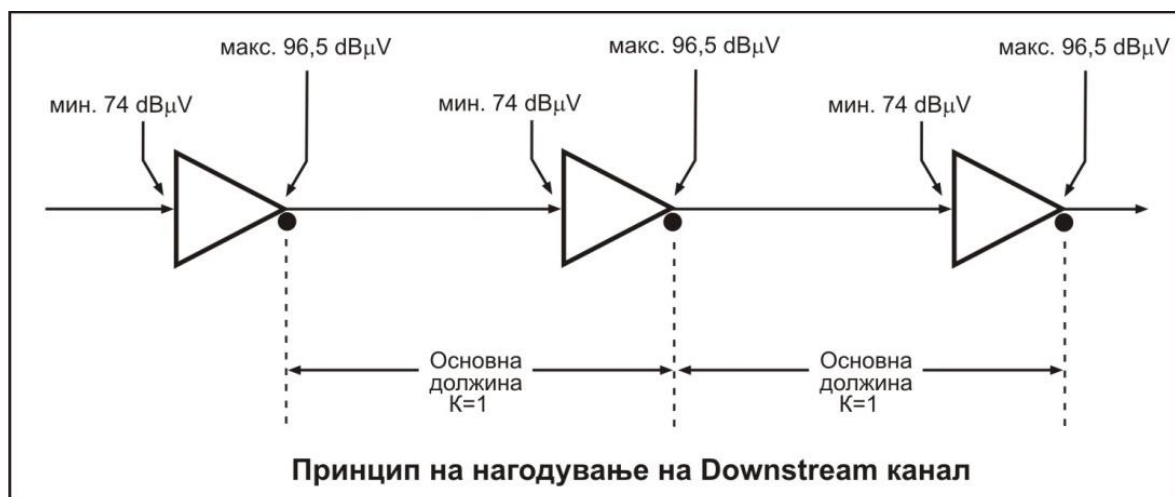 макс. 96,5 dBμV
макс. 96,5 dBμV
макс. 96,5 dBμV
мин. 74 dBμV
мин. 74 dBμV
мин. 74 dBμV
Основна
должина
К=1
Основна
должина
К=1
Принцип на нагодување на Downstream канал